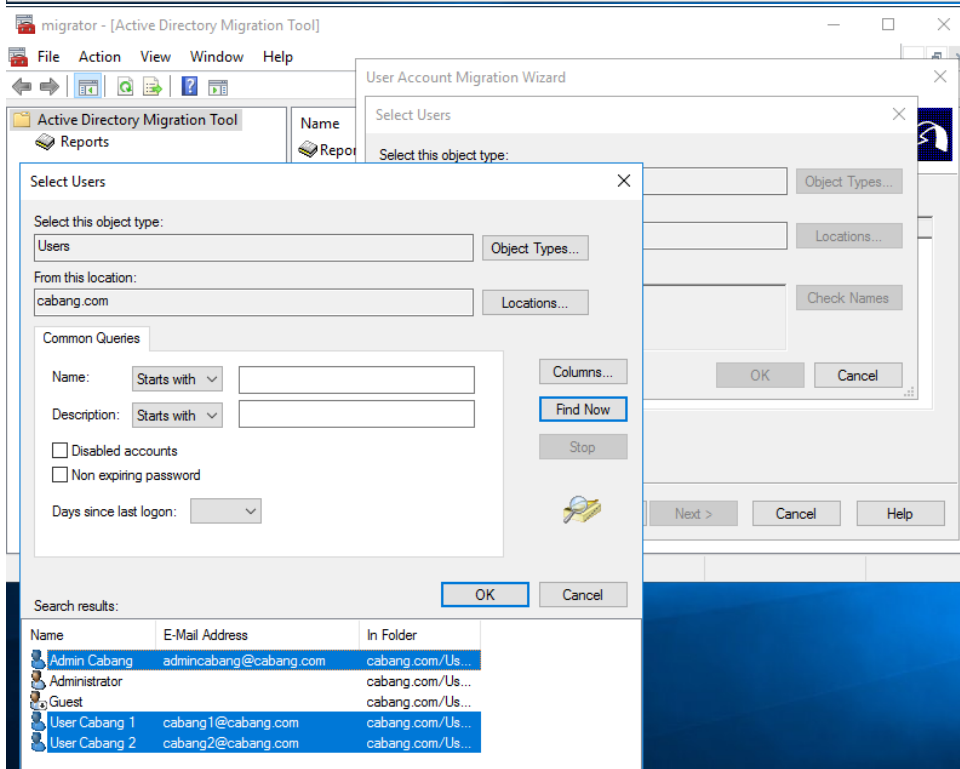 migrator - [Active Directory Migration Tool]
File Action View Window Help
Active Directory Migration Tool
Reports
Name
Repor
User Account Migration Wizard
Select Users
Select this object type:
Object Types...
Locations...
Check Names
OK Cancel
Next > Cancel Help
Select Users
Select this object type:
Users
Object Types...
From this location:
cabang.com
Locations...
Common Queries
Name: Starts with
Description: Starts with
Disabled accounts
Non expiring password
Days since last logon:
Columns...
Find Now
Stop
OK Cancel
Search results:
Name E-Mail Address In Folder
Admin Cabang admincabang@cabang.com cabang.com/Us...
Administrator cabang.com/Us...
Guest cabang.com/Us...
User Cabang 1 cabang1@cabang.com cabang.com/Us...
User Cabang 2 cabang2@cabang.com cabang.com/Us...